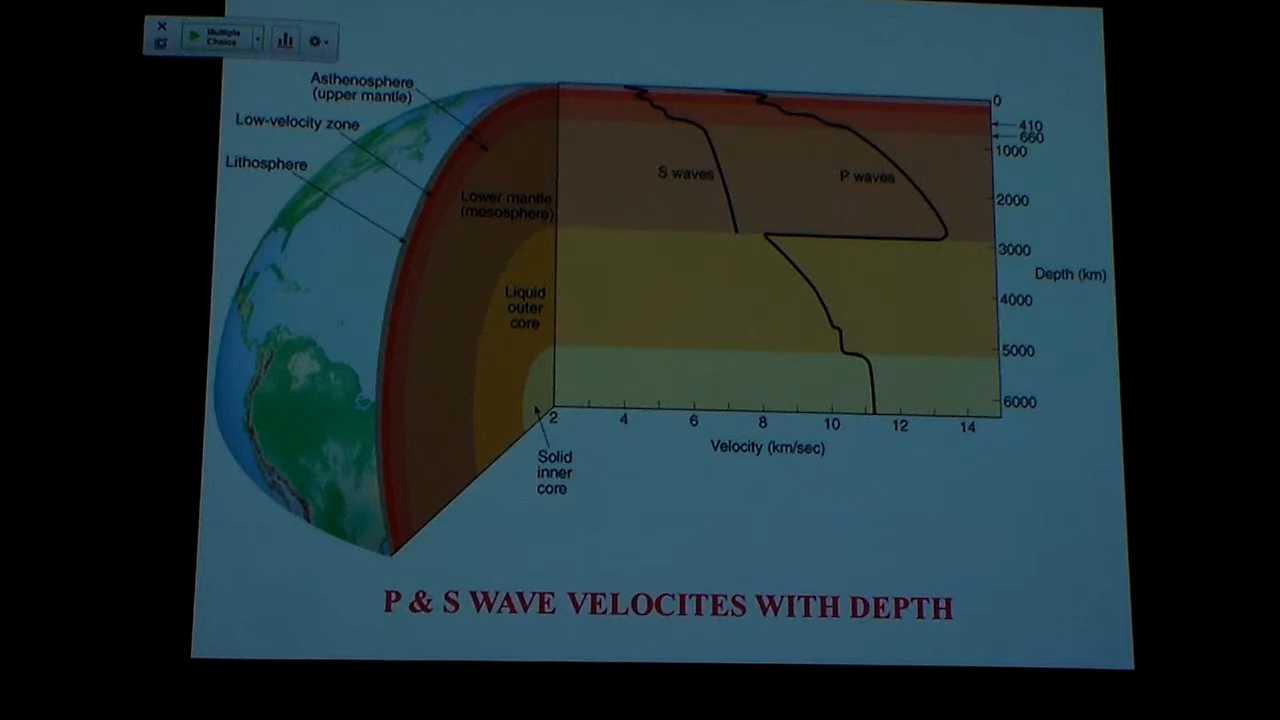 Multiple
Choice
Asthenosphere
(upper mantle)
Low-velocity zone
Lithosphere
Lower mantle
(mesosphere)
Liquid
outer
core
Solid
inner
core
S waves
P waves
0
410
660
1000
2000
3000
Depth (km)
4000
5000
6000
2
4
6
8
10
12
14
Velocity (km/sec)
P & S WAVE VELOCITES WITH DEPTH